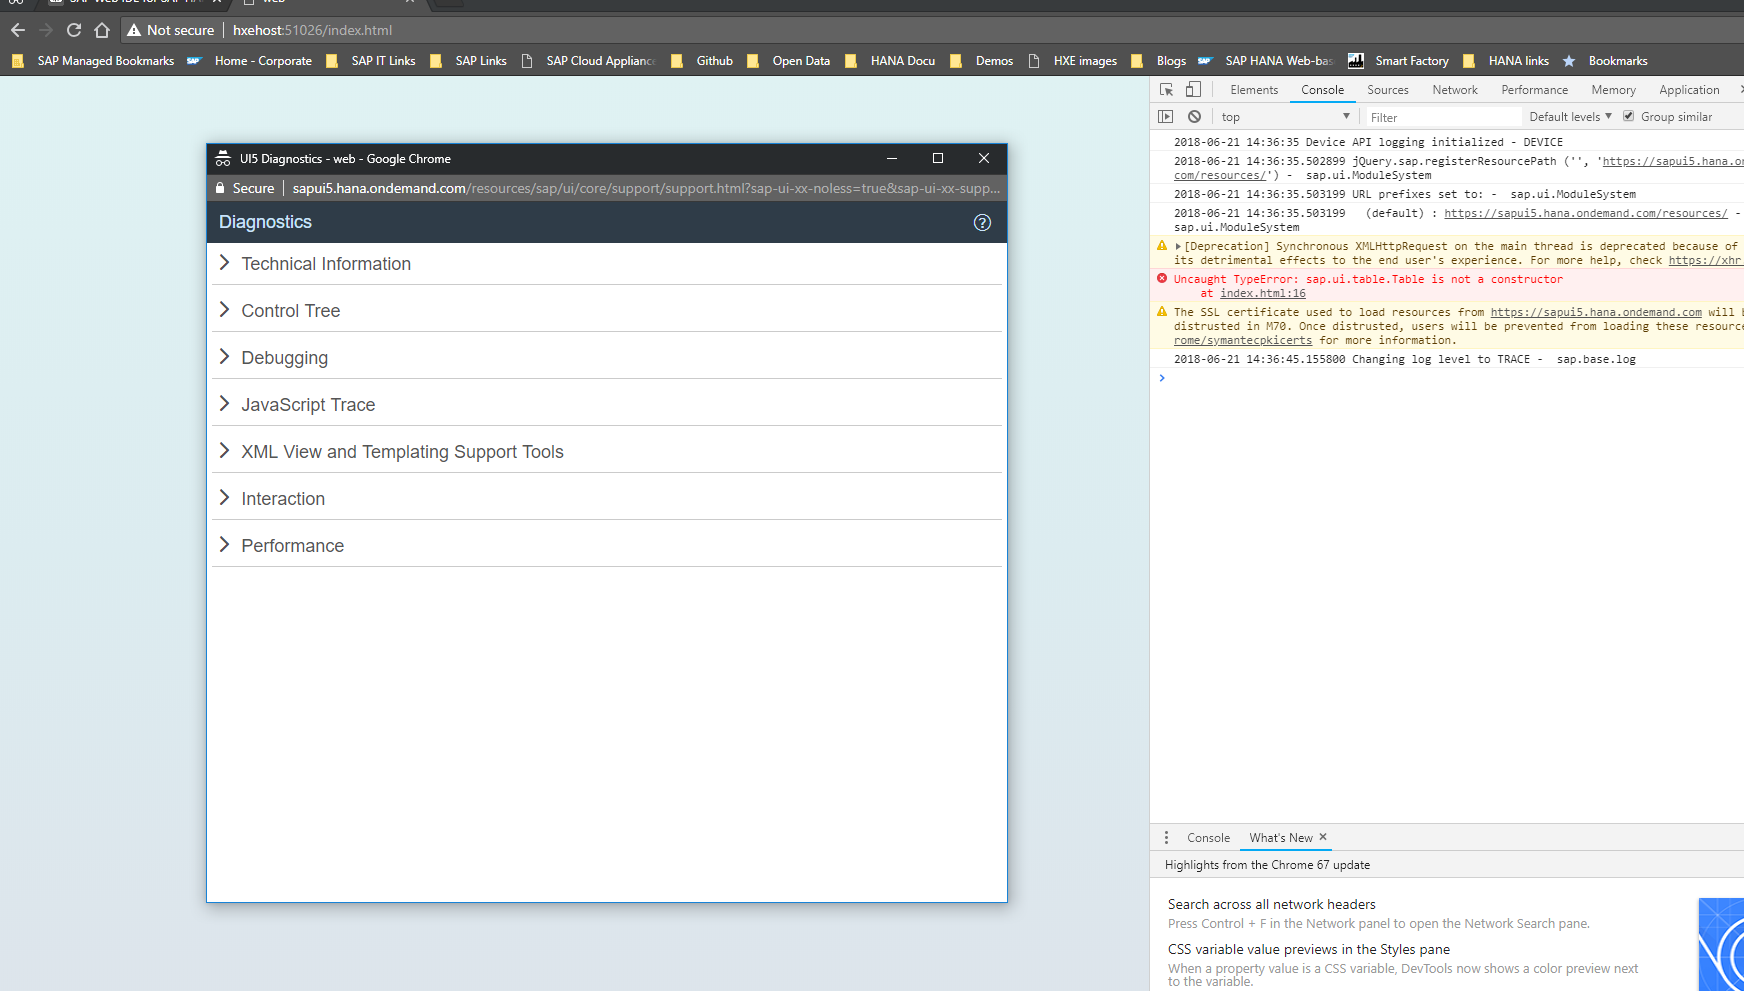 web
Not secure
hxehost:51026/index.html
SAP Managed Bookmarks
Home - Corporate
SAP IT Links
SAP Links
SAP Cloud Applianc
Github
Open Data
HANA Docu
Demos
HXE images
Blogs
SAP HANA Web-bas
Smart Factory
HANA links
Bookmarks
UI5 Diagnostics - web - Google Chrome
Secure
sapui5.hana.ondemand.com/resources/sap/ui/core/support/support.html?sap-ui-xx-noless=true&sap-ui-xx-supp...
Diagnostics
Technical Information
Control Tree
Debugging
JavaScript Trace
XML View and Templating Support Tools
Interaction
Performance
Elements
Console
Sources
Network
Performance
Memory
Application
top
Filter
Default levels
Group similar
2018-06-21 14:36:35 Device API logging initialized - DEVICE
2018-06-21 14:36:35.502899 jQuery.sap.registerResourcePath ('', 'https://sapui5.hana.on
com/resources/') - sap.ui.ModuleSystem
2018-06-21 14:36:35.503199 URL prefixes set to: - sap.ui.ModuleSystem
2018-06-21 14:36:35.503199 (default) : https://sapui5.hana.ondemand.com/resources/ -
sap.ui.ModuleSystem
[Deprecation] Synchronous XMLHttpRequest on the main thread is deprecated because of
its detrimental effects to the end user's experience. For more help, check https://xhr.
Uncaught TypeError: sap.ui.table.Table is not a constructor
at index.html:16
The SSL certificate used to load resources from https://sapui5.hana.ondemand.com will b
distrusted in M70. Once distrusted, users will be prevented from loading these resource
rome/symantecpkicerts for more information.
2018-06-21 14:36:45.155800 Changing log level to TRACE - sap.base.log
Console
What's New
Highlights from the Chrome 67 update
Search across all network headers
Press Control + F in the Network panel to open the Network Search pane.
CSS variable value previews in the Styles pane
When a property value is a CSS variable, DevTools now shows a color preview next
to the variable.